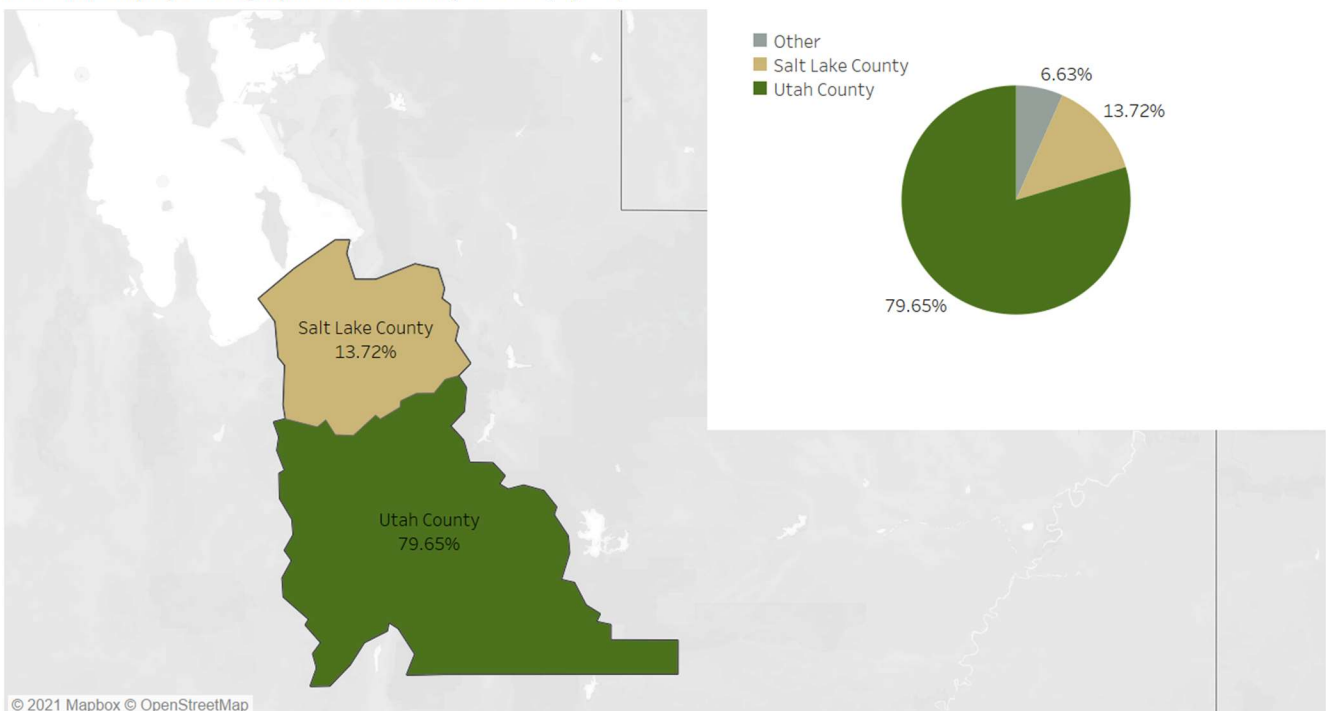 Other
Salt Lake County
Utah County
6.63%
13.72%
79.65%
Salt Lake County
13.72%
Utah County
79.65%
© 2021 Mapbox © OpenStreetMap